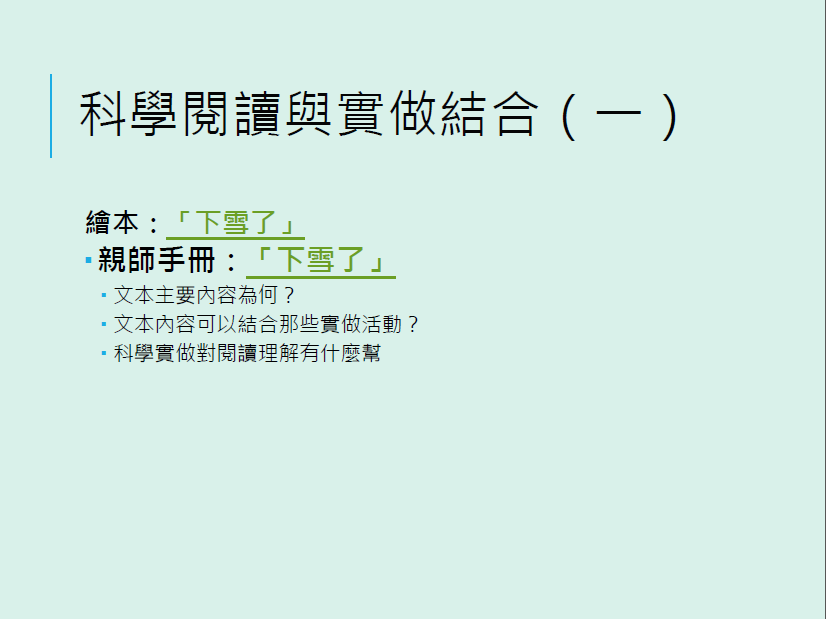 科學閱讀與實做結合（一）
繪本：「下雪了」
▪親師手冊：「下雪了」
▪文本主要內容為何？
▪文本內容可以結合那些實做活動？
▪科學實做對閱讀理解有什麼幫